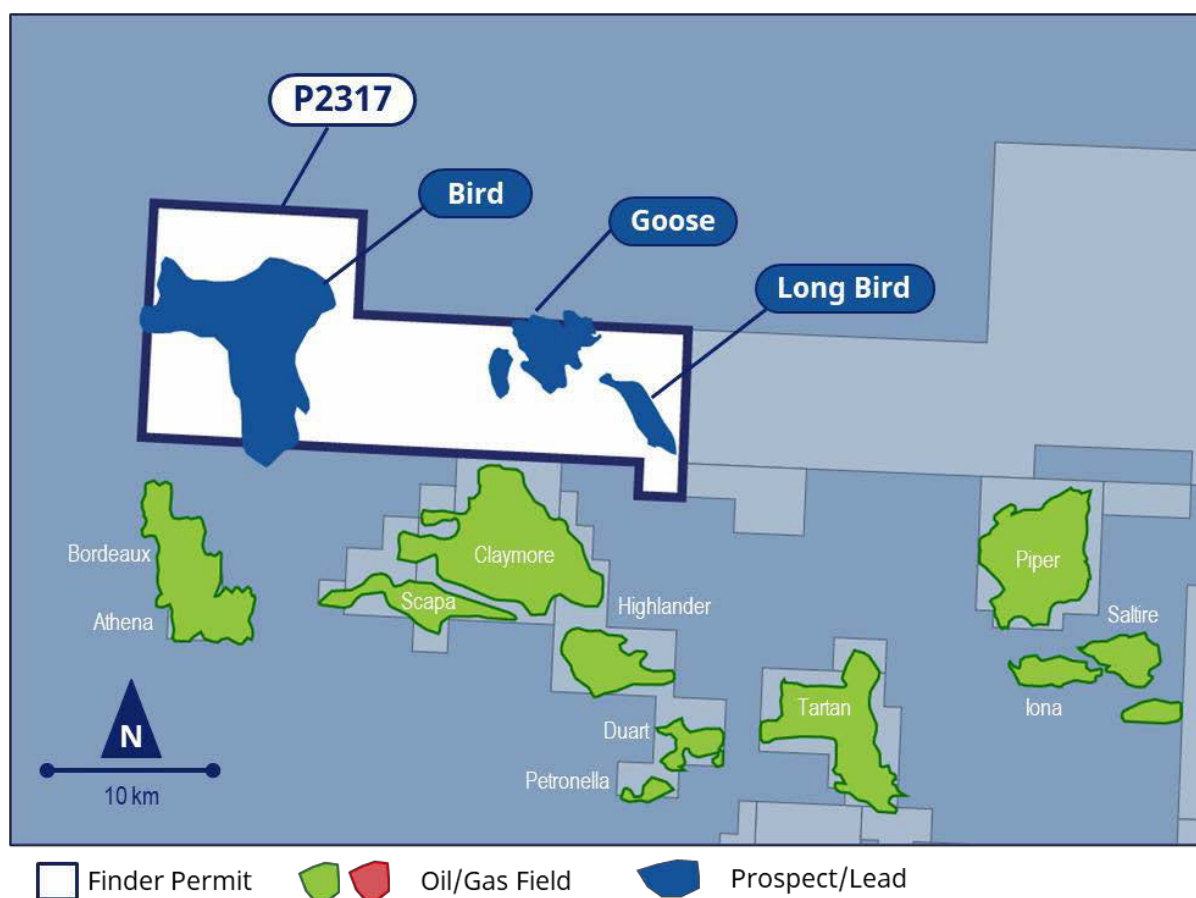 P2317
Bird
Goose
Long Bird
Bordeaux
Claymore
Piper
Scapa
Highlander
Athena
Saltire
Tartan
Iona
Duart
Petronella
N
10 km
Finder Permit
Oil/Gas Field
Prospect/Lead